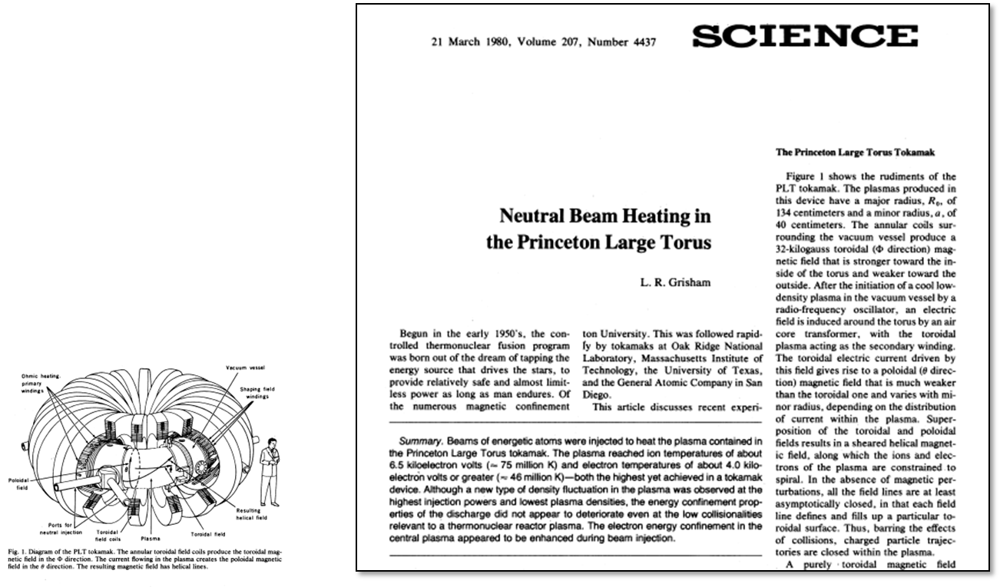 21 March 1980, Volume 207, Number 4437
SCIENCE
Neutral Beam Heating in
the Princeton Large Torus
L. R. Grisham
Begun in the early 1950's, the con-
trolled thermonuclear fusion program
was born out of the dream of tapping the
energy source that drives the stars, to
provide relatively safe and almost limit-
less power as long as man endures. Of
the numerous magnetic confinement
ton University. This was followed rapid-
ly by tokamaks at Oak Ridge National
Laboratory, Massachusetts Institute of
Technology, the University of Texas,
and the General Atomic Company in San
Diego.
This article discusses recent experi-
Summary. Beams of energetic atoms were injected to heat the plasma contained in
the Princeton Large Torus tokamak. The plasma reached ion temperatures of about
6.5 kiloelectron volts (≃ 75 million K) and electron temperatures of about 4.0 kilo-
electron volts or greater (≃ 46 million K)—both the highest yet achieved in a tokamak
device. Although a new type of density fluctuation in the plasma was observed at the
highest injection powers and lowest plasma densities, the energy confinement prop-
erties of the discharge did not appear to deteriorate even at the low collisionalities
relevant to a thermonuclear reactor plasma. The electron energy confinement in the
central plasma appeared to be enhanced during beam injection.
The Princeton Large Torus Tokamak
Figure 1 shows the rudiments of the
PLT tokamak. The plasmas produced in
this device have a major radius, R₀, of
134 centimeters and a minor radius, a, of
40 centimeters. The annular coils sur-
rounding the vacuum vessel produce a
32-kilogauss toroidal (Φ direction) mag-
netic field that is stronger toward the in-
side of the torus and weaker toward the
outside. After the initiation of a cool low-
density plasma in the vacuum vessel by a
radio-frequency oscillator, an electric
field is induced around the torus by an air
core transformer, with the toroidal
plasma acting as the secondary winding.
The toroidal electric current driven by
this field gives rise to a poloidal (θ direc-
tion) magnetic field that is much weaker
than the toroidal one and varies with mi-
nor radius, depending on the distribution
of current within the plasma. Super-
position of the toroidal and poloidal
fields results in a sheared helical magnet-
ic field, along which the ions and elec-
trons of the plasma are constrained to
spiral. In the absence of magnetic per-
turbations, all the field lines are at least
asymptotically closed, in that each field
line defines and fills up a particular to-
roidal surface. Thus, barring the effects
of collisions, charged particle trajec-
tories are closed within the plasma.
A purely toroidal magnetic field
Ohmic heating,
primary
windings
Vacuum vessel
Shaping field
windings
Poloidal
field
Ports for
neutral injection
Toroidal
field coils
Plasma
Toroidal field
Resulting
helical field
Fig. 1. Diagram of the PLT tokamak. The annular toroidal field coils produce the toroidal mag-
netic field in the Φ direction. The current flowing in the plasma creates the poloidal magnetic
field in the θ direction. The resulting magnetic field has helical lines.